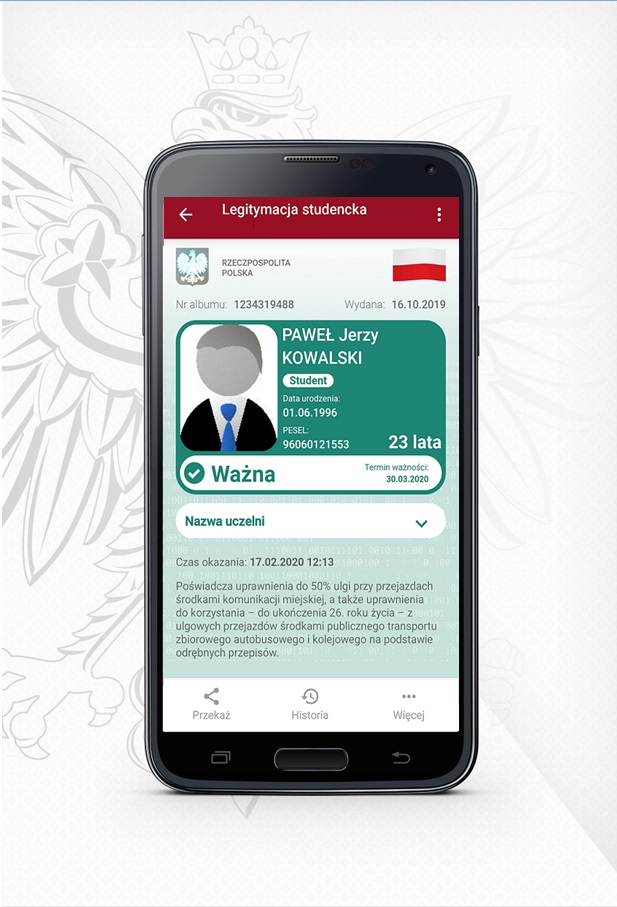 Legitymacja studencka
RZECZPOSPOLITA
POLSKA
Nr albumu: 1234319488 Wydana: 16.10.2019
PAWEŁ Jerzy
KOWALSKI
Student
Data urodzenia:
01.06.1996
PESEL:
96060121553 23 lata
Ważna
Termin ważności:
30.03.2020
Nazwa uczelni
Czas okazania: 17.02.2020 12:13
Poświadcza uprawnienia do 50% ulgi przy przejazdach
środkami komunikacji miejskiej, a także uprawnienia
do korzystania – do ukończenia 26. roku życia – z
ulgowych przejazdów środkami publicznego transportu
zbiorowego autobusowego i kolejowego na podstawie
odrębnych przepisów.
Przekaż Historia Więcej